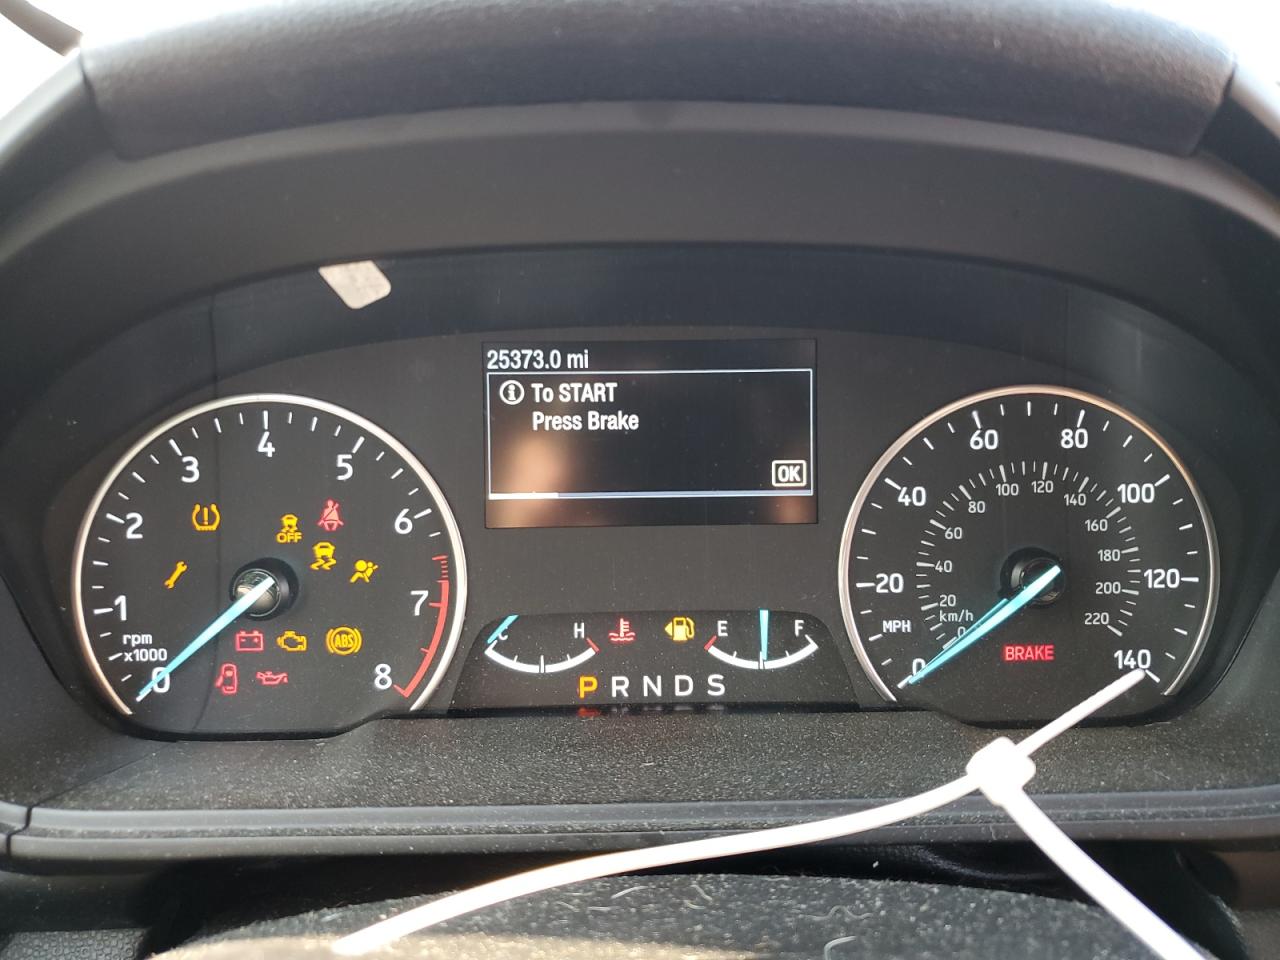 25373.0 mi
i To START
Press Brake
OK
0 1 2 3 4 5 6 7 8
rpm
x1000
OFF
ABS
C H
E F
P R N D S
0 20 40 60 80 100 120 140
MPH
0 20 40 60 80 100 120 140 160 180 200 220
km/h
BRAKE